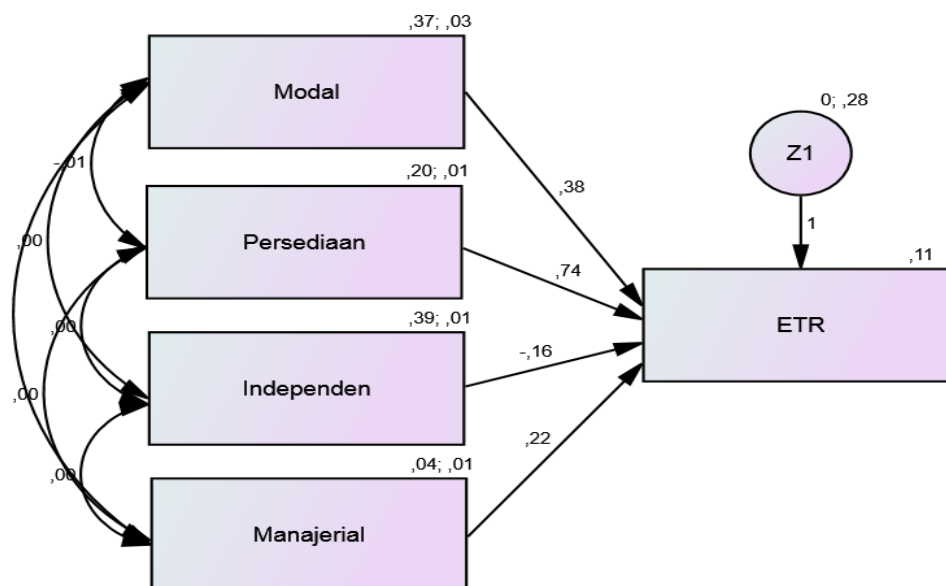 ,37; ,03
Modal
0; ,28
Z1
-,01
,38
,20; ,01
Persediaan
1
,00
,74
,11
ETR
,39; ,01
,00
-,16
Independen
,00
,22
,04; ,01
,00
Manajerial